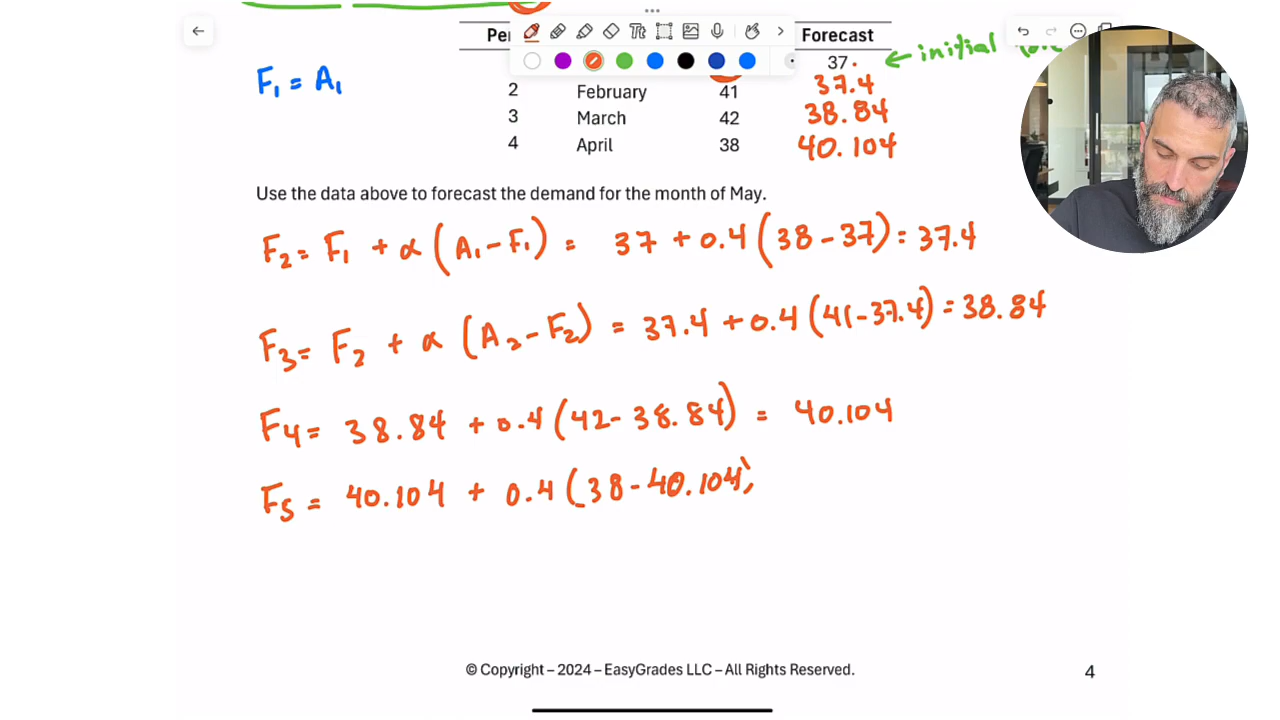 Forecast
37 ← initial
F₁ = A₁
37.4
2 February 41
38.84
3 March 42
4 April 38 40.104
Use the data above to forecast the demand for the month of May.
F₂ = F₁ + α (A₁ - F₁) = 37 + 0.4 (38 - 37) = 37.4
F₃ = F₂ + α (A₂ - F₂) = 37.4 + 0.4 (41 - 37.4) = 38.84
F4 = 38.84 + 0.4 (42 - 38.84) = 40.104
F5 = 40.104 + 0.4 (38 - 40.104)
© Copyright – 2024 – EasyGrades LLC – All Rights Reserved.
4